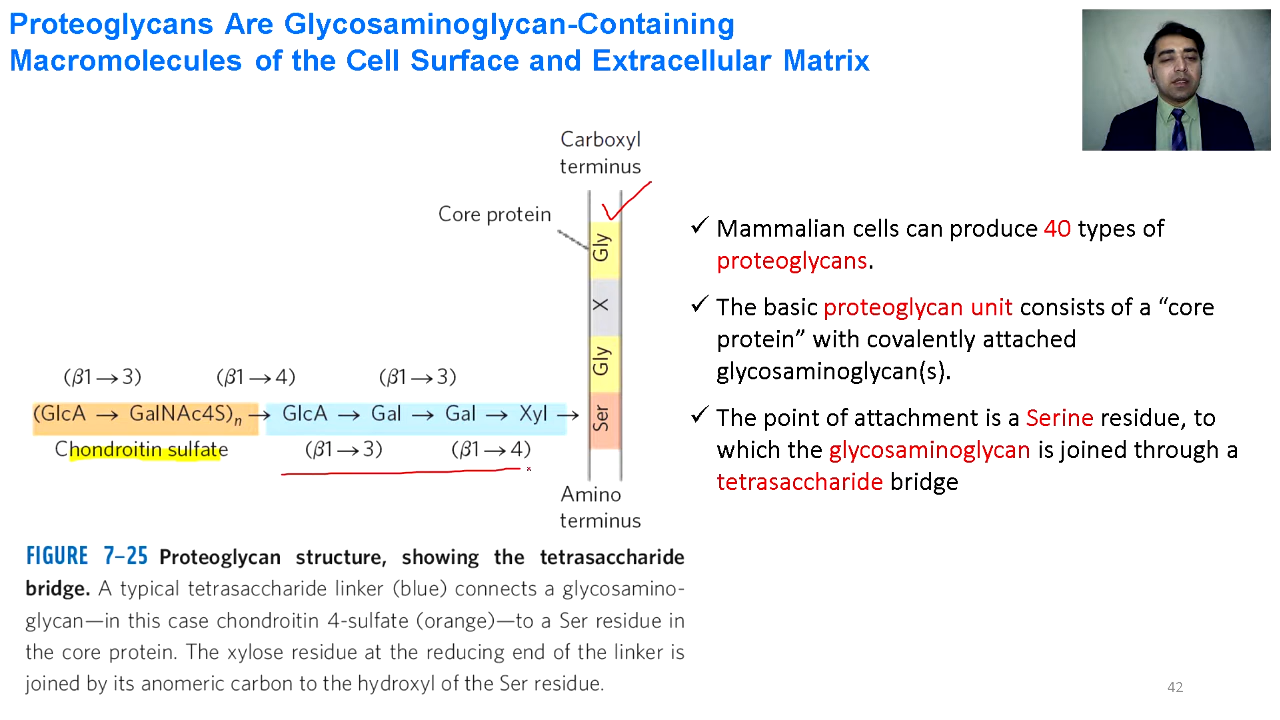 Proteoglycans Are Glycosaminoglycan-Containing
Macromolecules of the Cell Surface and Extracellular Matrix
Carboxyl
terminus
Core protein
Gly
X
Gly
Ser
(β1→3) (β1→4) (β1→3)
(GlcA → GalNAc4S)n → GlcA → Gal → Gal → Xyl →
Chondroitin sulfate (β1→3) (β1→4)
Amino
terminus
FIGURE 7–25 Proteoglycan structure, showing the tetrasaccharide
bridge. A typical tetrasaccharide linker (blue) connects a glycosamino-
glycan—in this case chondroitin 4-sulfate (orange)—to a Ser residue in
the core protein. The xylose residue at the reducing end of the linker is
joined by its anomeric carbon to the hydroxyl of the Ser residue.
✓ Mammalian cells can produce 40 types of
proteoglycans.
✓ The basic proteoglycan unit consists of a “core
protein” with covalently attached
glycosaminoglycan(s).
✓ The point of attachment is a Serine residue, to
which the glycosaminoglycan is joined through a
tetrasaccharide bridge
42